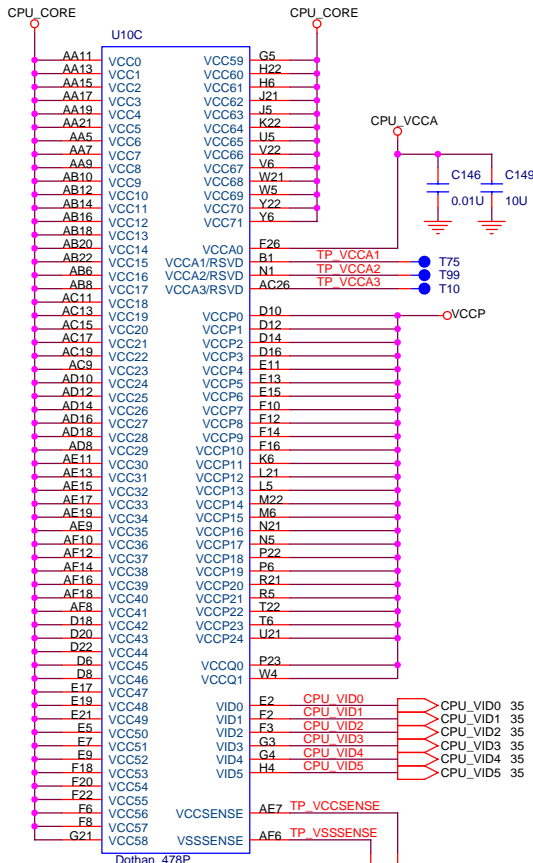 CPU_CORE CPU_CORE
U10C
AA11 VCC0 VCC59 G5
AA13 VCC1 VCC60 H22
AA15 VCC2 VCC61 H6
AA17 VCC3 VCC62 J21
AA19 VCC4 VCC63 J5
AA21 VCC5 VCC64 K22
CPU_VCCA
AA5 VCC6 VCC65 U5
AA7 VCC7 VCC66 V22
AA9 VCC8 VCC67 V6
AB10 VCC9 VCC68 W21 C146 C149
AB12 VCC10 VCC69 W5 0.01U 10U
AB14 VCC11 VCC70 Y22
AB16 VCC12 VCC71 Y6
AB18 VCC13
AB20 VCC14 VCCA0 F26
AB22 VCC15 VCCA1/RSVD B1 TP_VCCA1 T75
AB6 VCC16 VCCA2/RSVD N1 TP_VCCA2 T99
AB8 VCC17 VCCA3/RSVD AC26 TP_VCCA3 T10
AC11 VCC18
AC13 VCC19 VCCP0 D10 VCCP
AC15 VCC20 VCCP1 D12
AC17 VCC21 VCCP2 D14
AC19 VCC22 VCCP3 D16
AC9 VCC23 VCCP4 E11
AD10 VCC24 VCCP5 E13
AD12 VCC25 VCCP6 E15
AD14 VCC26 VCCP7 F10
AD16 VCC27 VCCP8 F12
AD18 VCC28 VCCP9 F14
AD8 VCC29 VCCP10 F16
AE11 VCC30 VCCP11 K6
AE13 VCC31 VCCP12 L21
AE15 VCC32 VCCP13 L5
AE17 VCC33 VCCP14 M22
AE19 VCC34 VCCP15 M6
AE9 VCC35 VCCP16 N21
AF10 VCC36 VCCP17 N5
AF12 VCC37 VCCP18 P22
AF14 VCC38 VCCP19 P6
AF16 VCC39 VCCP20 R21
AF18 VCC40 VCCP21 R5
AF8 VCC41 VCCP22 T22
D18 VCC42 VCCP23 T6
D20 VCC43 VCCP24 U21
D22 VCC44
D6 VCC45 VCCQ0 P23
D8 VCC46 VCCQ1 W4
E17 VCC47
E19 VCC48 VID0 E2 CPU_VID0 CPU_VID0 35
E21 VCC49 VID1 F2 CPU_VID1 CPU_VID1 35
E5 VCC50 VID2 F3 CPU_VID2 CPU_VID2 35
E7 VCC51 VID3 G3 CPU_VID3 CPU_VID3 35
E9 VCC52 VID4 G4 CPU_VID4 CPU_VID4 35
F18 VCC53 VID5 H4 CPU_VID5 CPU_VID5 35
F20 VCC54
F22 VCC55
F6 VCC56 VCCSENSE AE7 TP_VCCSENSE
F8 VCC57
G21 VCC58 VSSSENSE AF6 TP_VSSSENSE
Dothan_478P